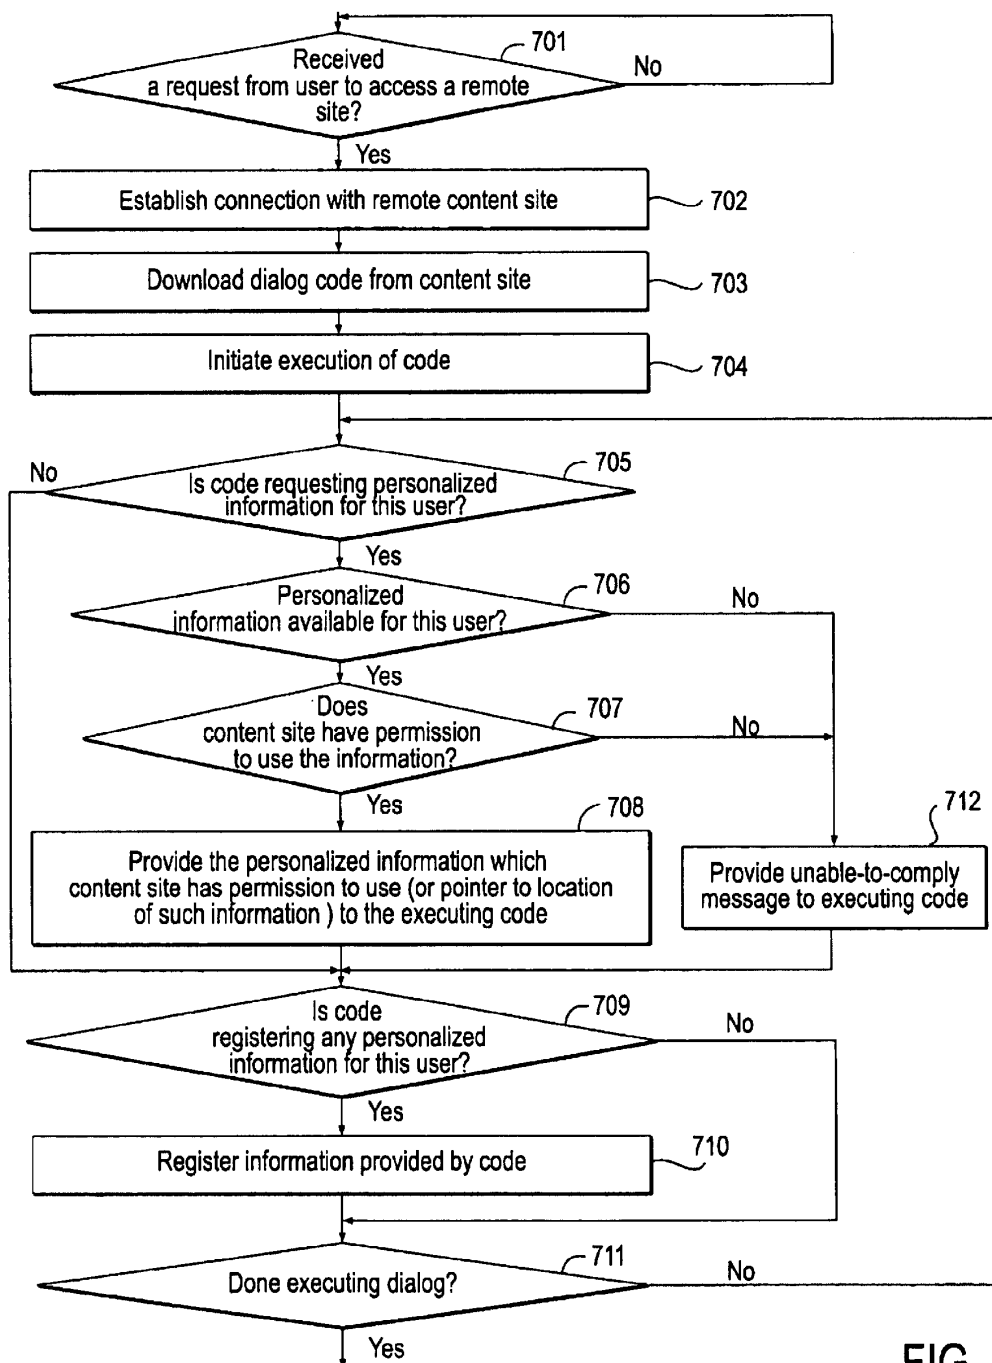 701
Received
a request from user to access a remote
site?
No
Yes
Establish connection with remote content site
702
Download dialog code from content site
703
Initiate execution of code
704
No
705
Is code requesting personalized
information for this user?
Yes
706
Personalized
information available for this user?
No
Yes
Does
707
content site have permission
to use the information?
No
Yes
708
712
Provide the personalized information which
content site has permission to use (or pointer to location
of such information ) to the executing code
Provide unable-to-comply
message to executing code
Is code
709
registering any personalized
information for this user?
No
Yes
Register information provided by code
710
711
Done executing dialog?
No
Yes
FIG